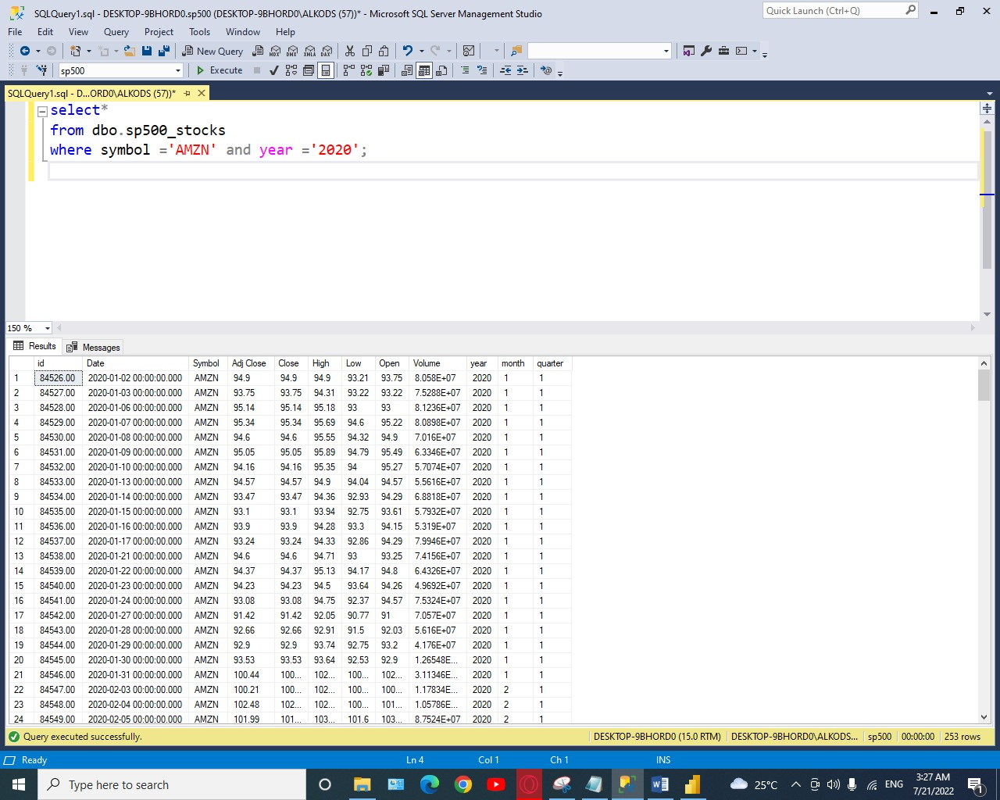 SQLQuery1.sql - DESKTOP-9BHORD0.sp500 (DESKTOP-9BHORD0\ALKODS (57))* - Microsoft SQL Server Management Studio
Quick Launch (Ctrl+Q)
File Edit View Query Project Tools Window Help
New Query MDX DMX XMLA DAX
sp500 Execute
SQLQuery1.sql - D...ORD0\ALKODS (57))*
select*
from dbo.sp500_stocks
where symbol ='AMZN' and year ='2020';
150 %
Results Messages
id Date Symbol Adj Close Close High Low Open Volume year month quarter
1 84526.00 2020-01-02 00:00:00.000 AMZN 94.9 94.9 94.9 93.21 93.75 8.058E+07 2020 1 1
2 84527.00 2020-01-03 00:00:00.000 AMZN 93.75 93.75 94.31 93.22 93.22 7.5288E+07 2020 1 1
3 84528.00 2020-01-06 00:00:00.000 AMZN 95.14 95.14 95.18 93 93 8.1236E+07 2020 1 1
4 84529.00 2020-01-07 00:00:00.000 AMZN 95.34 95.34 95.69 94.6 95.22 8.0898E+07 2020 1 1
5 84530.00 2020-01-08 00:00:00.000 AMZN 94.6 94.6 95.55 94.32 94.9 7.016E+07 2020 1 1
6 84531.00 2020-01-09 00:00:00.000 AMZN 95.05 95.05 95.89 94.79 95.49 6.3346E+07 2020 1 1
7 84532.00 2020-01-10 00:00:00.000 AMZN 94.16 94.16 95.35 94 95.27 5.7074E+07 2020 1 1
8 84533.00 2020-01-13 00:00:00.000 AMZN 94.57 94.57 94.9 94.04 94.57 5.5616E+07 2020 1 1
9 84534.00 2020-01-14 00:00:00.000 AMZN 93.47 93.47 94.36 92.93 94.29 6.8818E+07 2020 1 1
10 84535.00 2020-01-15 00:00:00.000 AMZN 93.1 93.1 93.94 92.75 93.61 5.7932E+07 2020 1 1
11 84536.00 2020-01-16 00:00:00.000 AMZN 93.9 93.9 94.28 93.3 94.15 5.319E+07 2020 1 1
12 84537.00 2020-01-17 00:00:00.000 AMZN 93.24 93.24 94.33 92.86 94.29 7.9946E+07 2020 1 1
13 84538.00 2020-01-21 00:00:00.000 AMZN 94.6 94.6 94.71 93 93.25 7.4156E+07 2020 1 1
14 84539.00 2020-01-22 00:00:00.000 AMZN 94.37 94.37 95.13 94.17 94.8 6.4326E+07 2020 1 1
15 84540.00 2020-01-23 00:00:00.000 AMZN 94.23 94.23 94.5 93.64 94.26 4.9692E+07 2020 1 1
16 84541.00 2020-01-24 00:00:00.000 AMZN 93.08 93.08 94.75 92.37 94.57 7.5324E+07 2020 1 1
17 84542.00 2020-01-27 00:00:00.000 AMZN 91.42 91.42 92.05 90.77 91 7.057E+07 2020 1 1
18 84543.00 2020-01-28 00:00:00.000 AMZN 92.66 92.66 92.91 91.5 92.03 5.616E+07 2020 1 1
19 84544.00 2020-01-29 00:00:00.000 AMZN 92.9 92.9 93.74 92.75 93.2 4.176E+07 2020 1 1
20 84545.00 2020-01-30 00:00:00.000 AMZN 93.53 93.53 93.64 92.53 92.9 1.26548E... 2020 1 1
21 84546.00 2020-01-31 00:00:00.000 AMZN 100.44 100... 102... 100... 102... 3.11346E... 2020 1 1
22 84547.00 2020-02-03 00:00:00.000 AMZN 100.21 100... 102... 100... 100... 1.17834E... 2020 2 1
23 84548.00 2020-02-04 00:00:00.000 AMZN 102.48 102... 102... 100... 101... 1.05786E... 2020 2 1
24 84549.00 2020-02-05 00:00:00.000 AMZN 101.99 101... 103... 101.6 103... 8.7524E+07 2020 2 1
Query executed successfully. DESKTOP-9BHORD0 (15.0 RTM) DESKTOP-9BHORD0\ALKODS... sp500 00:00:00 253 rows
Ready Ln 4 Col 1 Ch 1 INS
Type here to search 25°C ENG 3:27 AM
7/21/2022 1